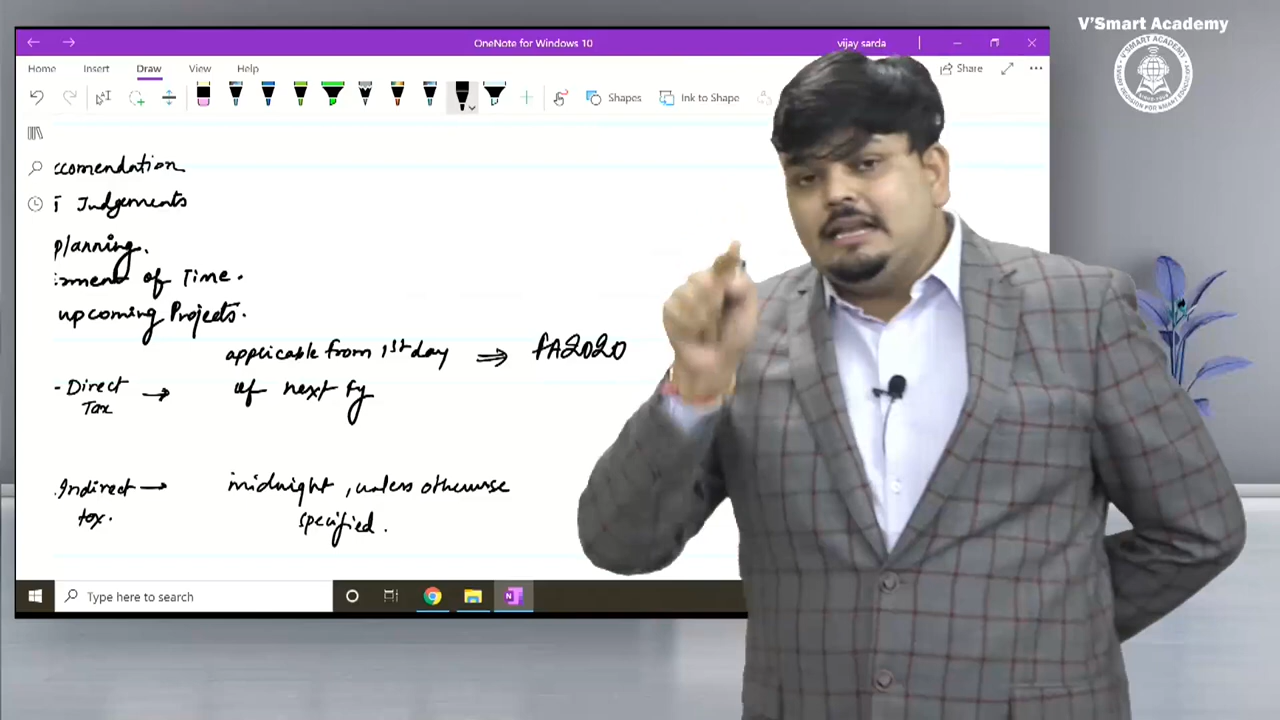 V'Smart Academy
OneNote for Windows 10
vijay sarda
Home Insert Draw View Help
Share
Shapes
Ink to Shape
ccomendation
Judgements
planning.
of Time.
upcoming Projects.
applicable from 1st day ⇒ FA2020
- Direct Tax → of next fy
Indirect tax. → midnight, unless otherwise
specified.
Type here to search